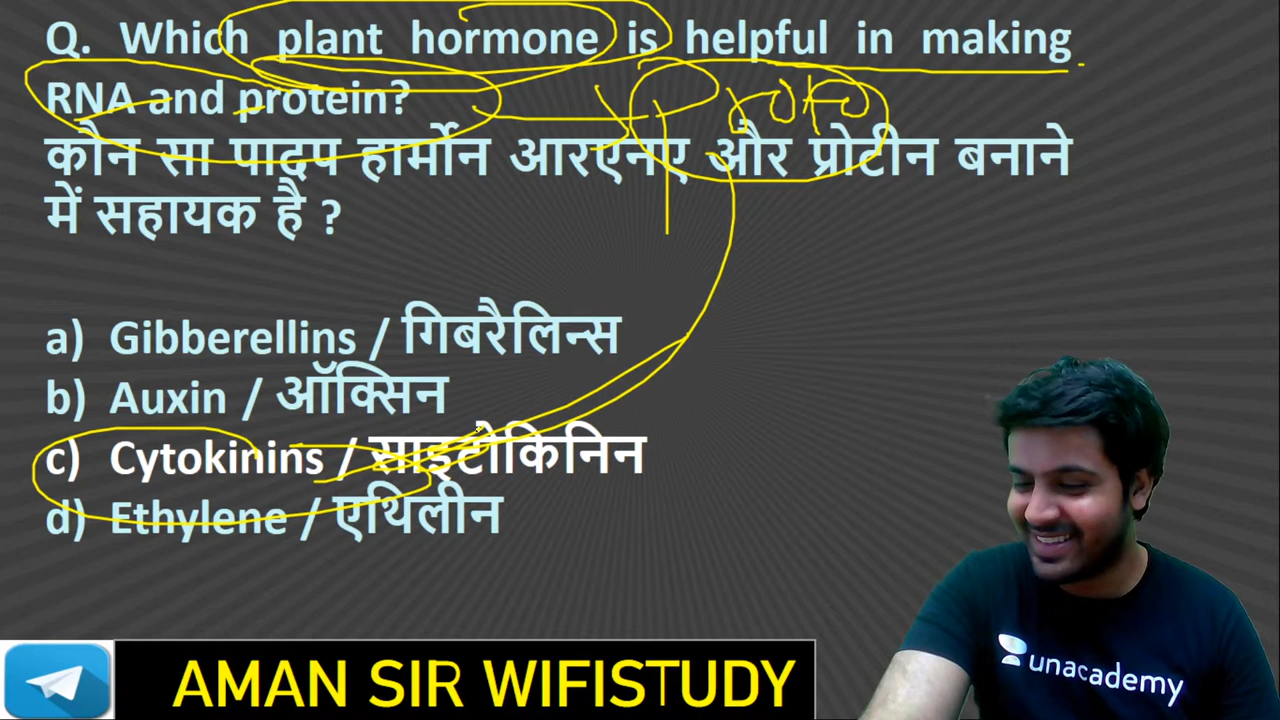 Q. Which plant hormone is helpful in making
RNA and protein?
कौन सा पादप हार्मोन आरएनए और प्रोटीन बनाने
में सहायक है ?
a) Gibberellins / गिबरैलिन्स
b) Auxin / ऑक्सिन
c) Cytokinins / साइटोकिनिन
d) Ethylene / एथिलीन
unacademy
AMAN SIR WIFISTUDY